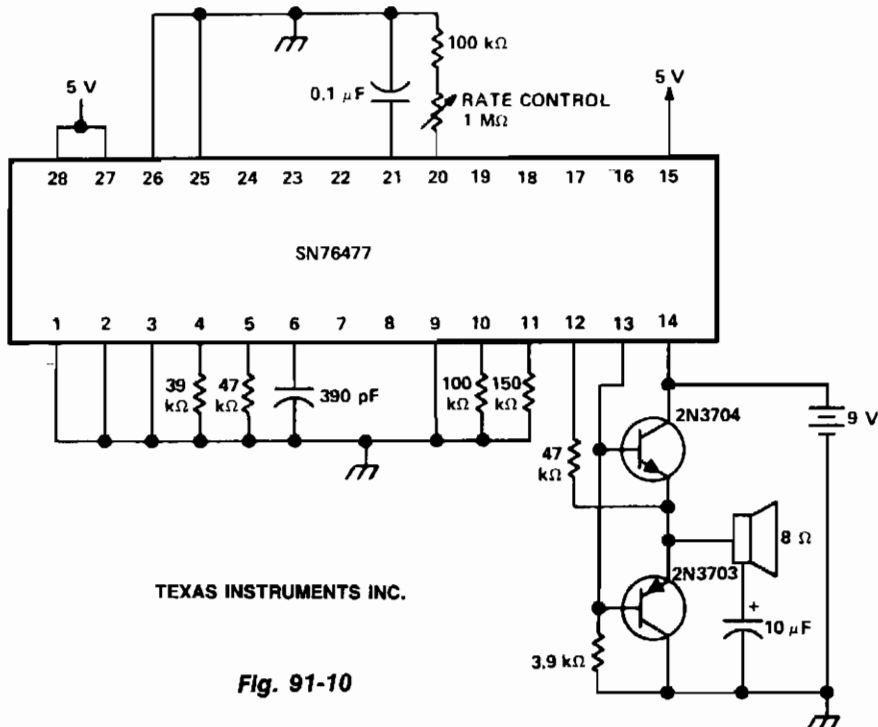 100 kΩ
5 V
0.1 µF
RATE CONTROL
1 MΩ
5 V
28 27 26 25 24 23 22 21 20 19 18 17 16 15
SN76477
1 2 3 4 5 6 7 8 9 10 11 12 13 14
39
kΩ
47
kΩ
390 pF
100
kΩ
150
kΩ
2N3704
9 V
47
kΩ
8 Ω
2N3703
TEXAS INSTRUMENTS INC.
+
10 µF
3.9 kΩ
Fig. 91-10